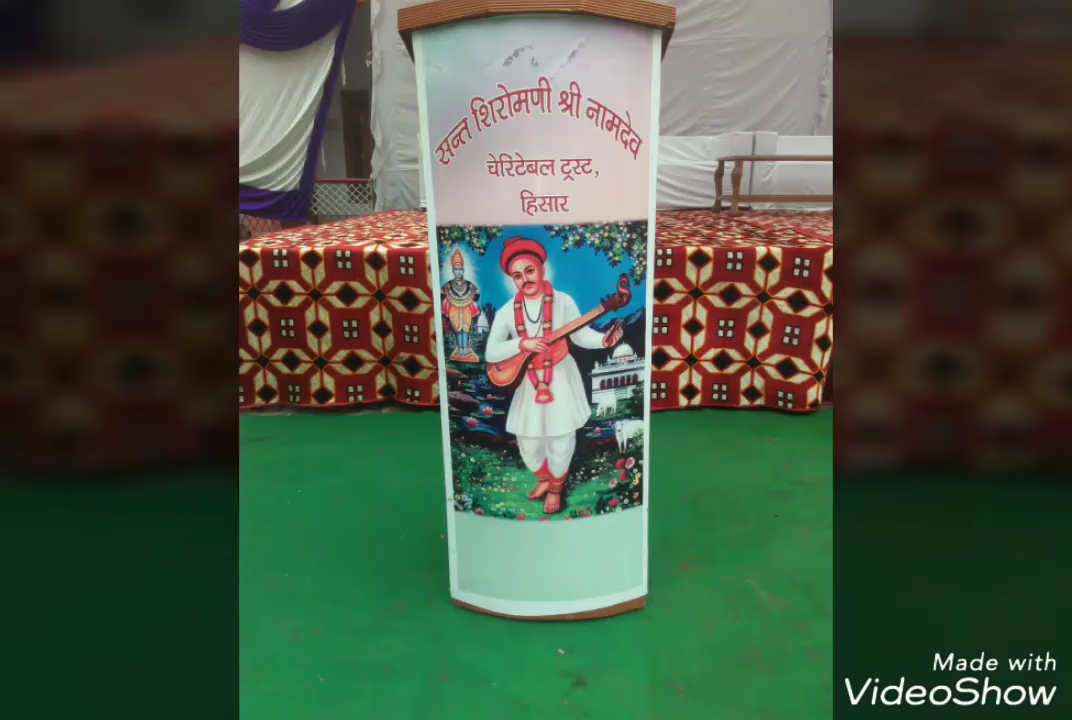 सन्त शिरोमणी श्री नामदेव
चेरिटेबल ट्रस्ट,
हिसार
Made with
VideoShow